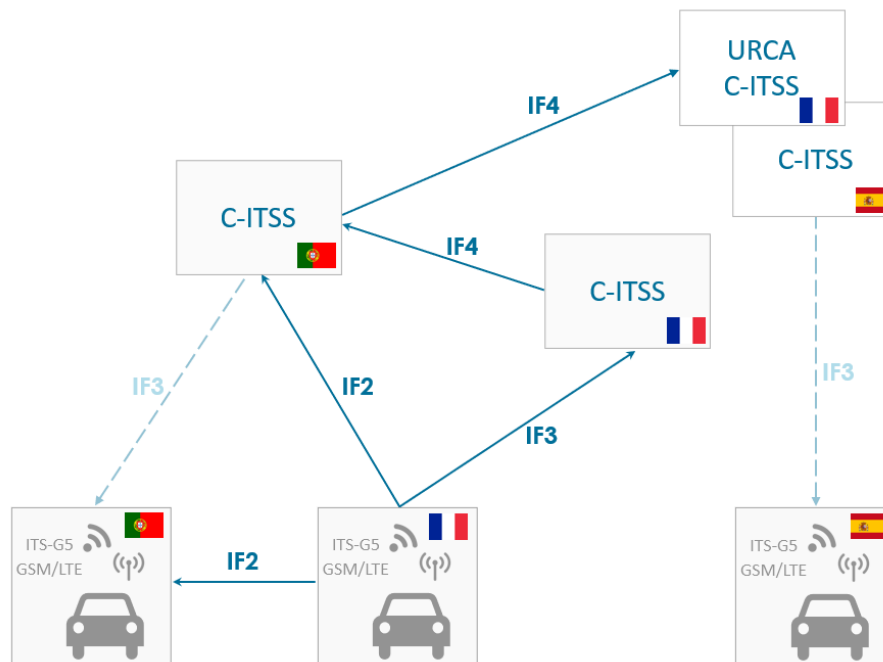 URCA
C-ITSS
IF4
C-ITSS
C-ITSS
IF4
C-ITSS
IF3
IF2
IF3
IF3
ITS-G5
GSM/LTE
IF2
ITS-G5
GSM/LTE
ITS-G5
GSM/LTE